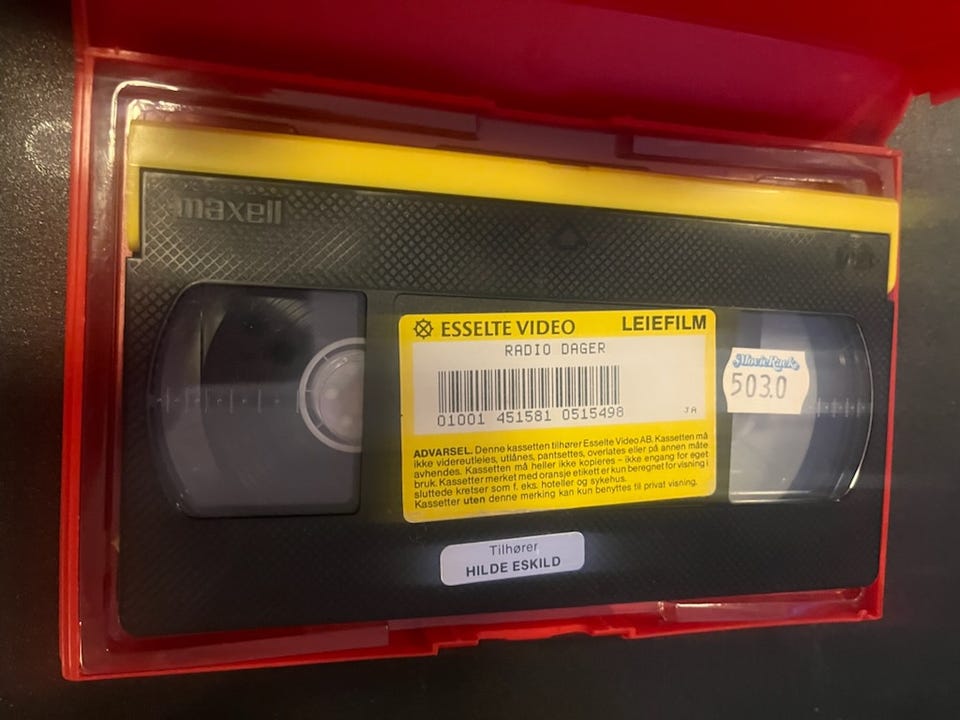 maxell
ESSELTE VIDEO LEIEFILM
RADIO DAGER
01001 451581 0515498 JA
ADVARSEL. Denne kassetten tilhører Esselte Video AB. Kassetten må
ikke videreutleies, utlånes, pantsettes, overlates eller på annen måte
avhendes. Kassetten må heller ikke kopieres – ikke engang for eget
bruk. Kassetter merket med oransje etikett er kun beregnet for visning i
sluttede kretser som f. eks. hoteller og sykehus.
Kassetter uten denne merking kan kun benyttes til privat visning.
MovieRack
503.0
Tilhører
HILDE ESKILD